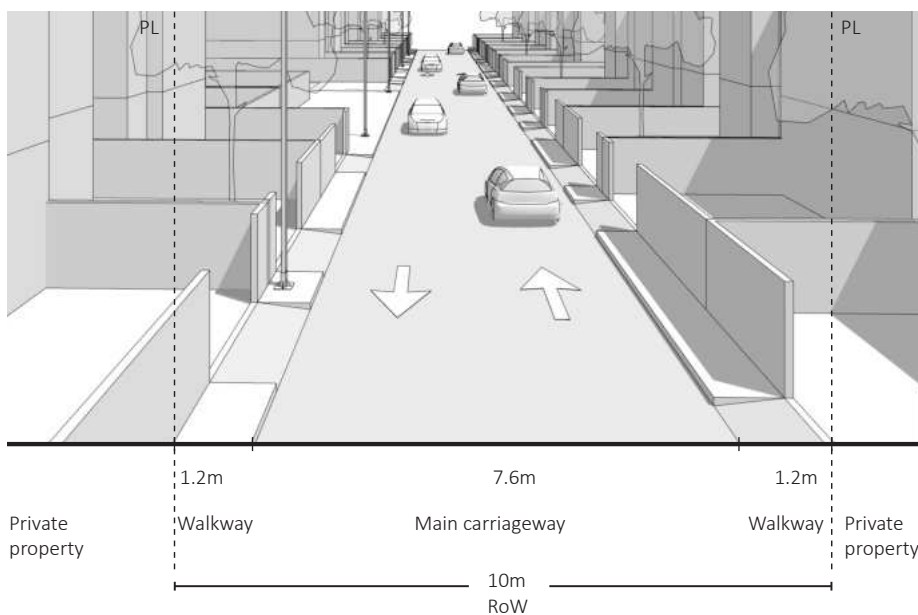 PL
PL
1.2m
7.6m
1.2m
Private
property
Walkway
Main carriageway
Walkway
Private
property
10m
RoW